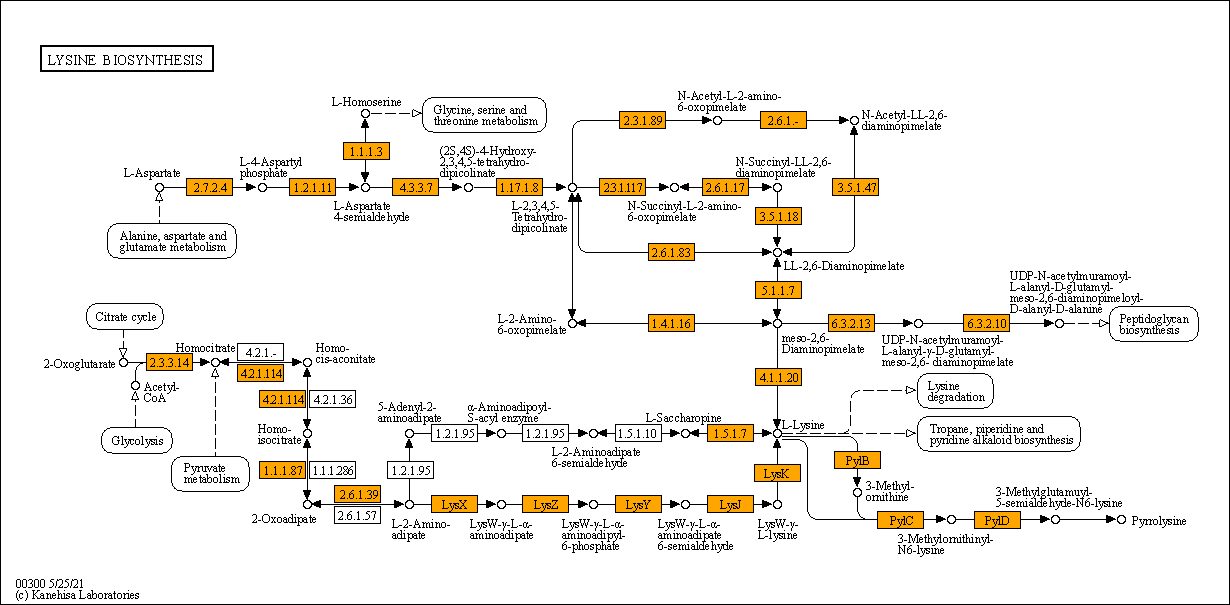 LYSINE BIOSYNTHESIS
L-Homoserine
Glycine, serine and
threonine metabolism
N-Acetyl-L-2-amino-
6-oxopimelate
2.3.1.89
2.6.1.-
N-Acetyl-LL-2,6-
diaminopimelate
1.1.1.3
L-Aspartate
L-4-Aspartyl
phosphate
(2S,4S)-4-Hydroxy-
2,3,4,5-tetrahydro-
dipicolinate
N-Succinyl-LL-2,6-
diaminopimelate
2.7.2.4
1.2.1.11
4.3.3.7
1.17.1.8
2.3.1.117
2.6.1.17
3.5.1.47
L-Aspartate
4-semialdehyde
L-2,3,4,5-
Tetrahydro-
dipicolinate
N-Succinyl-L-2-amino-
6-oxopimelate
3.5.1.18
Alanine, aspartate and
glutamate metabolism
2.6.1.83
LL-2,6-Diaminopimelate
5.1.1.7
UDP-N-acetylmuramoyl-
L-alanyl-D-glutamyl-
meso-2,6-diaminopimeloyl-
D-alanyl-D-alanine
Citrate cycle
L-2-Amino-
6-oxopimelate
1.4.1.16
6.3.2.13
6.3.2.10
Peptidoglycan
biosynthesis
meso-2,6-
Diaminopimelate
UDP-N-acetylmuramoyl-
L-alanyl-γ-D-glutamyl-
meso-2,6- diaminopimelate
2-Oxoglutarate
2.3.3.14
Homocitrate
4.2.1.-
4.2.1.114
Homo-
cis-aconitate
Acetyl-
CoA
4.1.1.20
4.2.1.114
4.2.1.36
Lysine
degradation
Glycolysis
Homo-
isocitrate
5-Adenyl-2-
aminoadipate
α-Aminoadipoyl-
S-acyl enzyme
L-Saccharopine
L-Lysine
1.2.1.95
1.2.1.95
1.5.1.10
1.5.1.7
Tropane, piperidine and
pyridine alkaloid biosynthesis
L-2-Aminoadipate
6-semialdehyde
Pyruvate
metabolism
1.1.1.87
1.1.1.286
1.2.1.95
LysK
PylB
3-Methyl-
ornithine
2.6.1.39
2.6.1.57
2-Oxoadipate
LysX
LysZ
LysY
LysJ
3-Methylglutamyl-
5-semialdehyde-N6-lysine
L-2-Amino-
adipate
LysW-γ-L-α-
aminoadipate
LysW-γ-L-α-
aminoadipyl-
6-phosphate
LysW-γ-L-α-
aminoadipate
6-semialdehyde
LysW-γ-
L-lysine
PylC
PylD
Pyrrolysine
3-Methylornithinyl-
N6-lysine
00300 5/25/21
(c) Kanehisa Laboratories